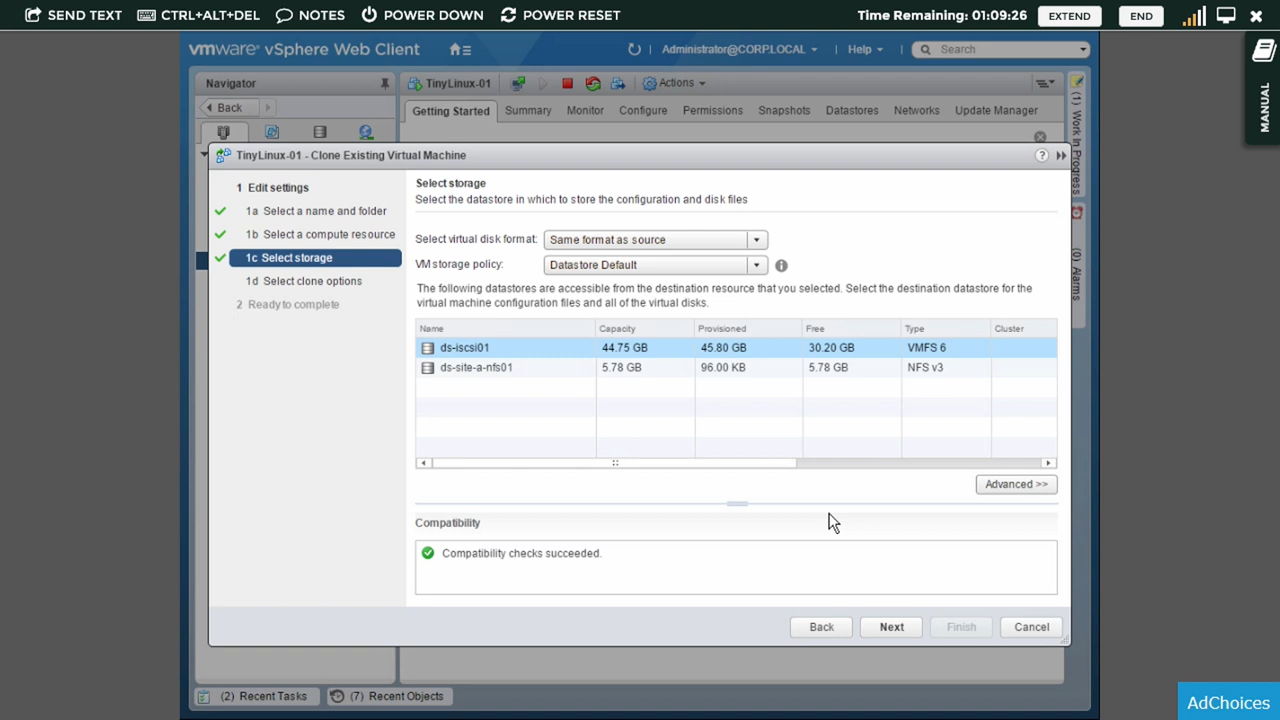 SEND TEXT CTRL+ALT+DEL NOTES POWER DOWN POWER RESET Time Remaining: 01:09:26 EXTEND END
vmware® vSphere Web Client Administrator@CORP.LOCAL Help Search
MANUAL
Navigator TinyLinux-01 Actions
Back
Getting Started Summary Monitor Configure Permissions Snapshots Datastores Networks Update Manager
(1) Work In Progress
(0) Alarms
TinyLinux-01 - Clone Existing Virtual Machine
1 Edit settings
1a Select a name and folder
1b Select a compute resource
1c Select storage
1d Select clone options
2 Ready to complete
Select storage
Select the datastore in which to store the configuration and disk files
Select virtual disk format: Same format as source
VM storage policy: Datastore Default
The following datastores are accessible from the destination resource that you selected. Select the destination datastore for the
virtual machine configuration files and all of the virtual disks.
Name Capacity Provisioned Free Type Cluster
ds-iscsi01 44.75 GB 45.80 GB 30.20 GB VMFS 6
ds-site-a-nfs01 5.78 GB 96.00 KB 5.78 GB NFS v3
Advanced >>
Compatibility
Compatibility checks succeeded.
Back Next Finish Cancel
(2) Recent Tasks (7) Recent Objects
AdChoices